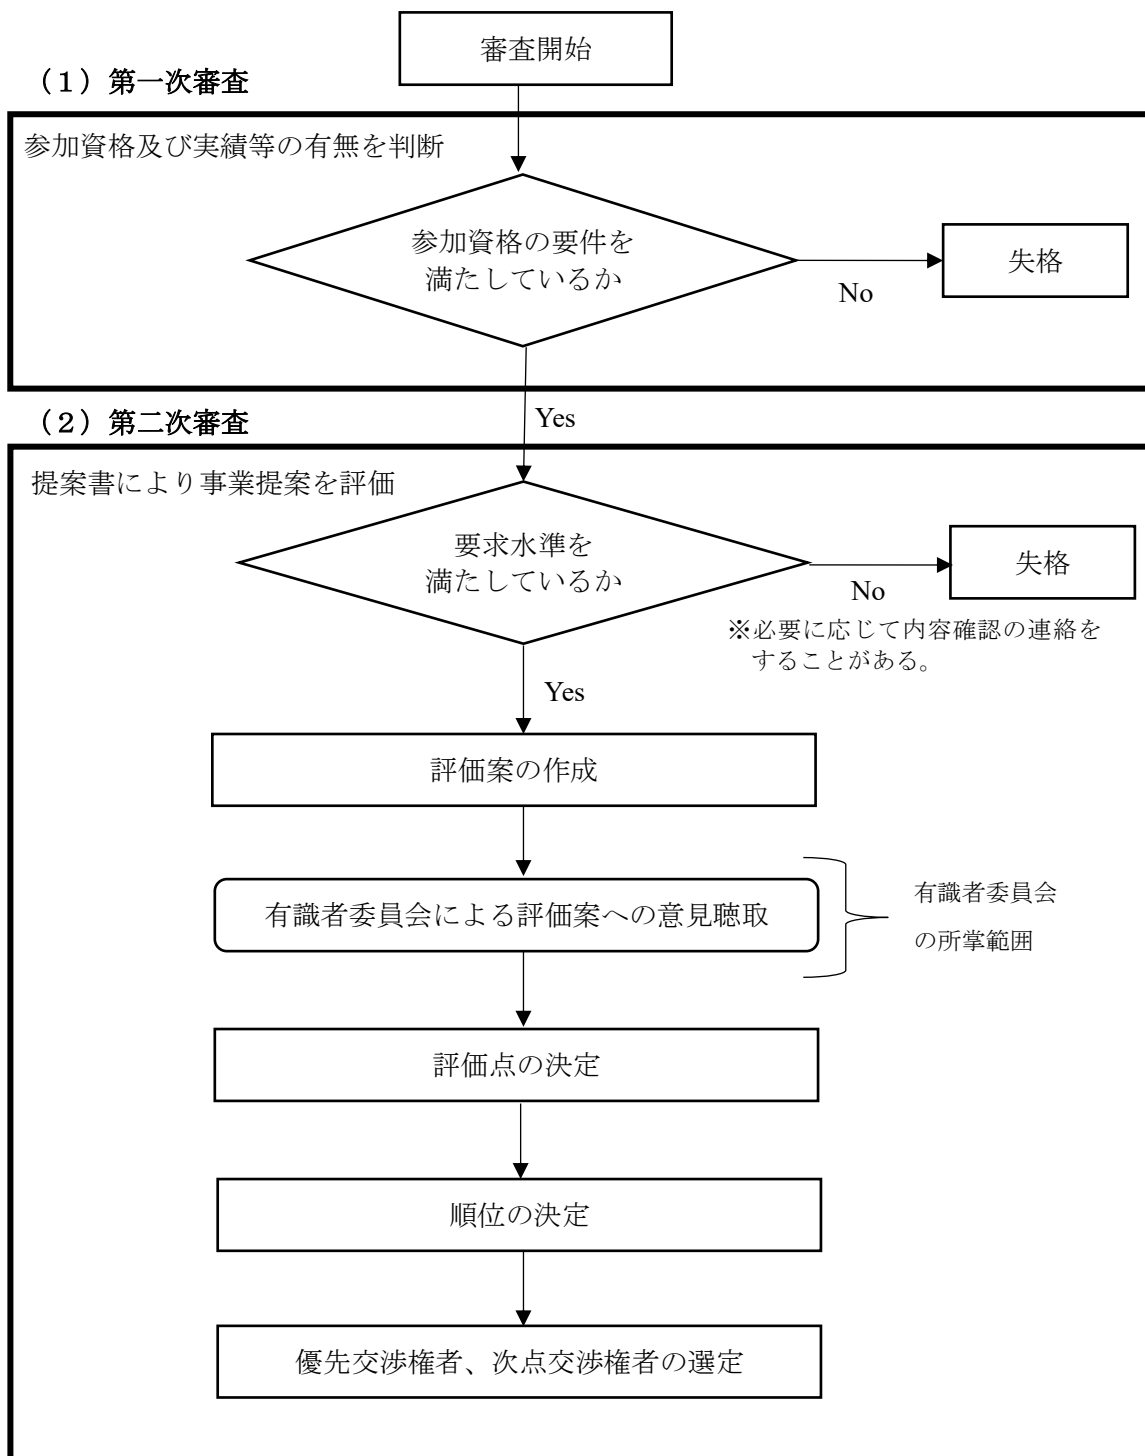 審査開始
（１）第一次審査
参加資格及び実績等の有無を判断
参加資格の要件を
満たしているか
失格
No
Yes
（２）第二次審査
提案書により事業提案を評価
要求水準を
満たしているか
失格
No
※必要に応じて内容確認の連絡を
することがある。
Yes
評価案の作成
有識者委員会による評価案への意見聴取
有識者委員会
の所掌範囲
評価点の決定
順位の決定
優先交渉権者、次点交渉権者の選定